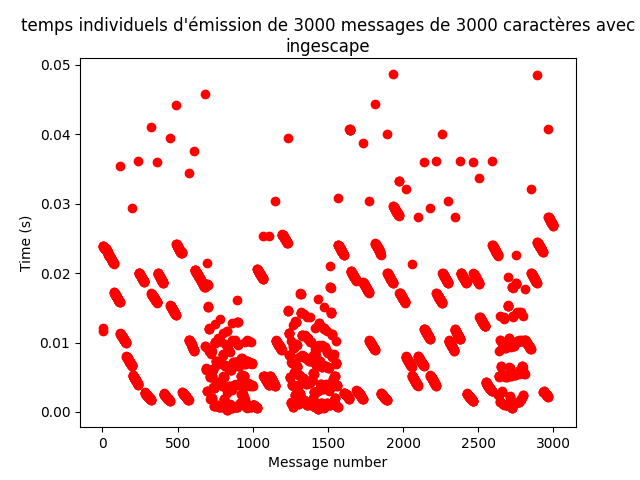 temps individuels d'émission de 3000 messages de 3000 caractères avec
ingescape
0.05
0.04
0.03
0.02
0.01
0.00
Time (s)
0 500 1000 1500 2000 2500 3000
Message number